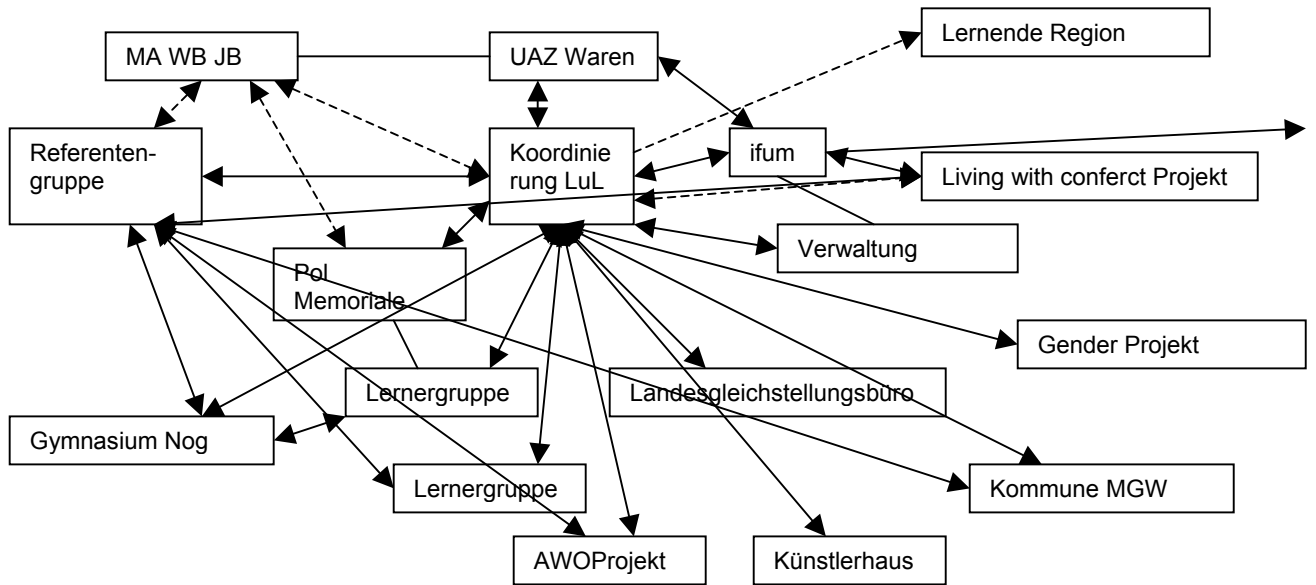 Lernende Region
MA WB JB
UAZ Waren
Referenten-
gruppe
Koordinie
rung LuL
ifum
Living with conferct Projekt
Verwaltung
Pol
Memoriale
Gender Projekt
Lernergruppe
Landesgleichstellungsbüro
Gymnasium Nog
Lernergruppe
Kommune MGW
AWOProjekt
Künstlerhaus